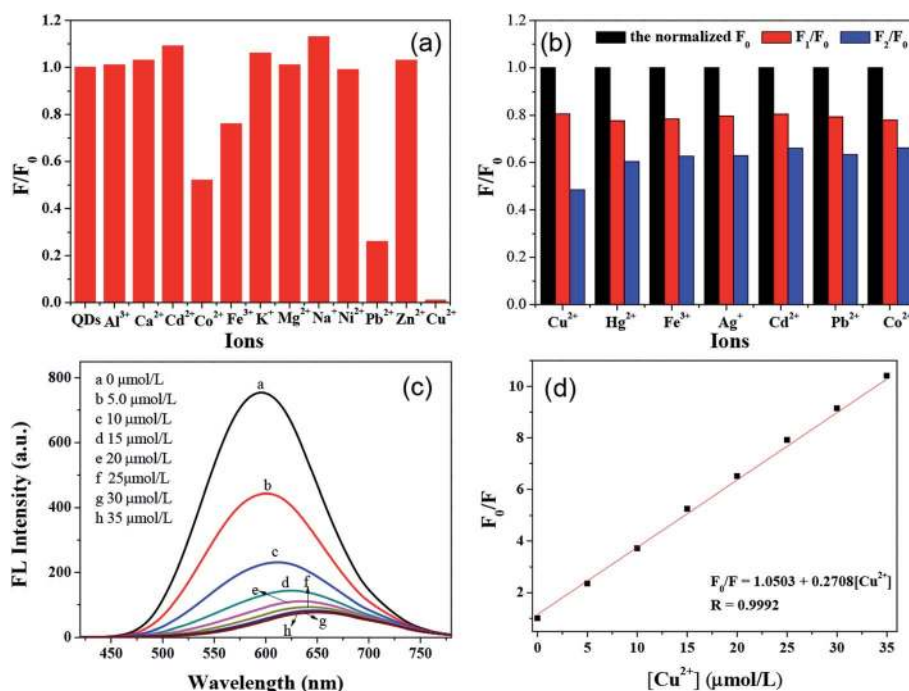 (a)
1.2
1.0
0.8
0.6
0.4
0.2
0.0
F/F₀
QDs Al³⁺ Ca²⁺ Cd²⁺ Co²⁺ Fe³⁺ K⁺ Mg²⁺ Na⁺ Ni²⁺ Pb²⁺ Zn²⁺ Cu²⁺
Ions
(b)
the normalized F₀ F₁/F₀ F₂/F₀
1.2
1.0
0.8
0.6
0.4
0.2
0.0
F/F₀
Cu²⁺ Hg²⁺ Fe³⁺ Ag⁺ Cd²⁺ Pb²⁺ Co²⁺
Ions
(c)
a 0 μmol/L
b 5.0 μmol/L
c 10 μmol/L
d 15 μmol/L
e 20 μmol/L
f 25μmol/L
g 30 μmol/L
h 35 μmol/L
800
600
400
200
0
FL Intensity (a.u.)
a
b
c
d
e
f
g
h
450 500 550 600 650 700 750
Wavelength (nm)
(d)
10
8
6
4
2
F₀/F
F₀/F = 1.0503 + 0.2708[Cu²⁺]
R = 0.9992
0 5 10 15 20 25 30 35
[Cu²⁺] (μmol/L)